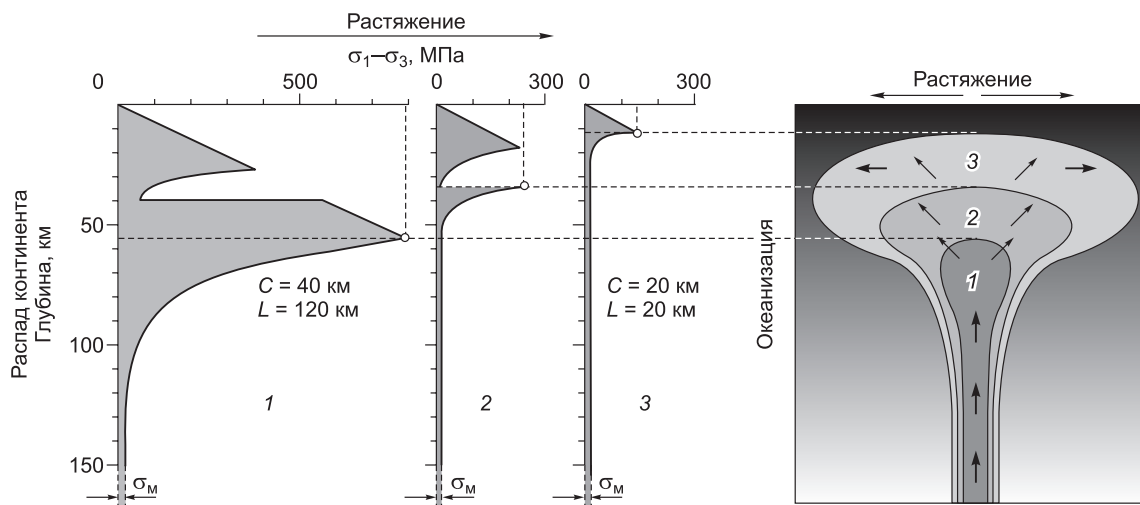 Растяжение
σ₁–σ₃, МПа
0 500 0 300 0 300
Растяжение
Распад континента
Глубина, км
50
100
150
C = 40 км
L = 120 км
C = 20 км
L = 20 км
1 2 3
σм σм σм
Океанизация
3
2
1